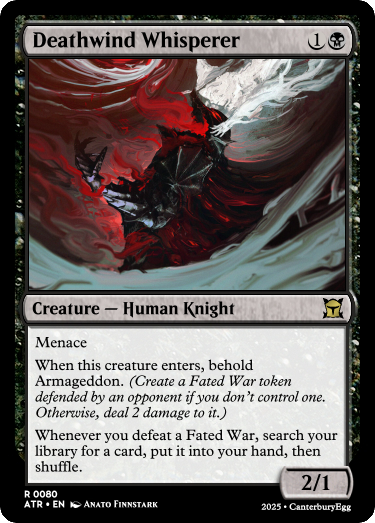 Deathwind Whisperer 1
Creature — Human Knight
Menace
When this creature enters, behold
Armageddon. (Create a Fated War token
defended by an opponent if you don't control one.
Otherwise, deal 2 damage to it.)
Whenever you defeat a Fated War, search your
library for a card, put it into your hand, then
shuffle.
2/1
R 0080
ATR • EN Anato Finnstark
2025 • CanterburyEgg